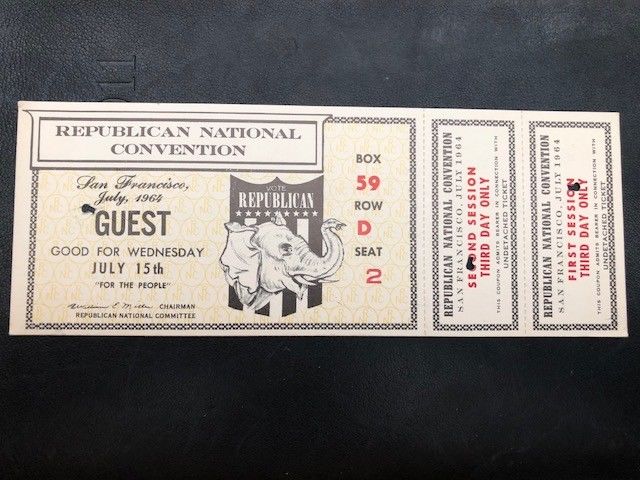 REPUBLICAN NATIONAL
CONVENTION
San Francisco,
July, 1964
GUEST
GOOD FOR WEDNESDAY
JULY 15th
"FOR THE PEOPLE"
William E. Miller CHAIRMAN
REPUBLICAN NATIONAL COMMITTEE
VOTE
REPUBLICAN
BOX
59
ROW
D
SEAT
2
REPUBLICAN NATIONAL CONVENTION
SAN FRANCISCO, JULY 1964
SECOND SESSION
THIRD DAY ONLY
THIS COUPON ADMITS BEARER IN CONNECTION WITH
UNDETACHED TICKET
REPUBLICAN NATIONAL CONVENTION
SAN FRANCISCO, JULY 1964
FIRST SESSION
THIRD DAY ONLY
THIS COUPON ADMITS BEARER IN CONNECTION WITH
UNDETACHED TICKET